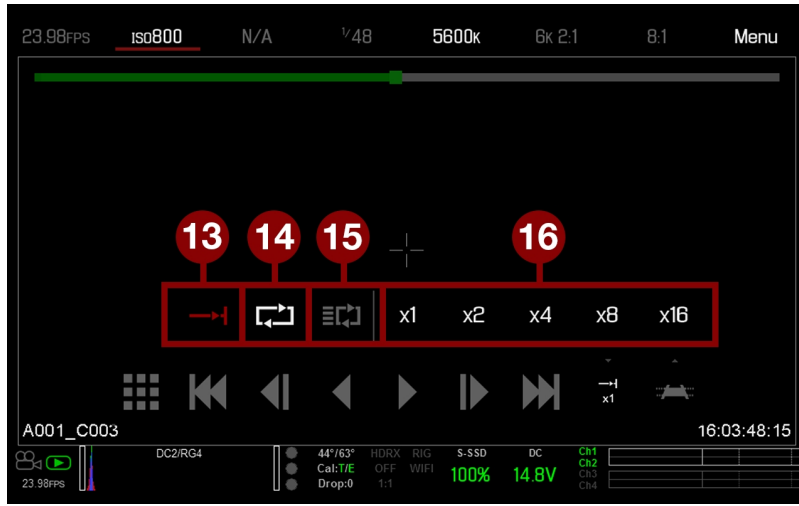 23.98FPS ISO800 N/A 1/48 5600K 6K 2:1 8:1 Menu
13 14 15 16
x1 x2 x4 x8 x16
x1
A001_C003 16:03:48:15
DC2/RG4 44°/63° HDRX RIG S-SSD DC Ch1
Cal:T/E OFF WIFI 100% 14.8V Ch2
23.98FPS Drop:0 1:1 Ch3
Ch4